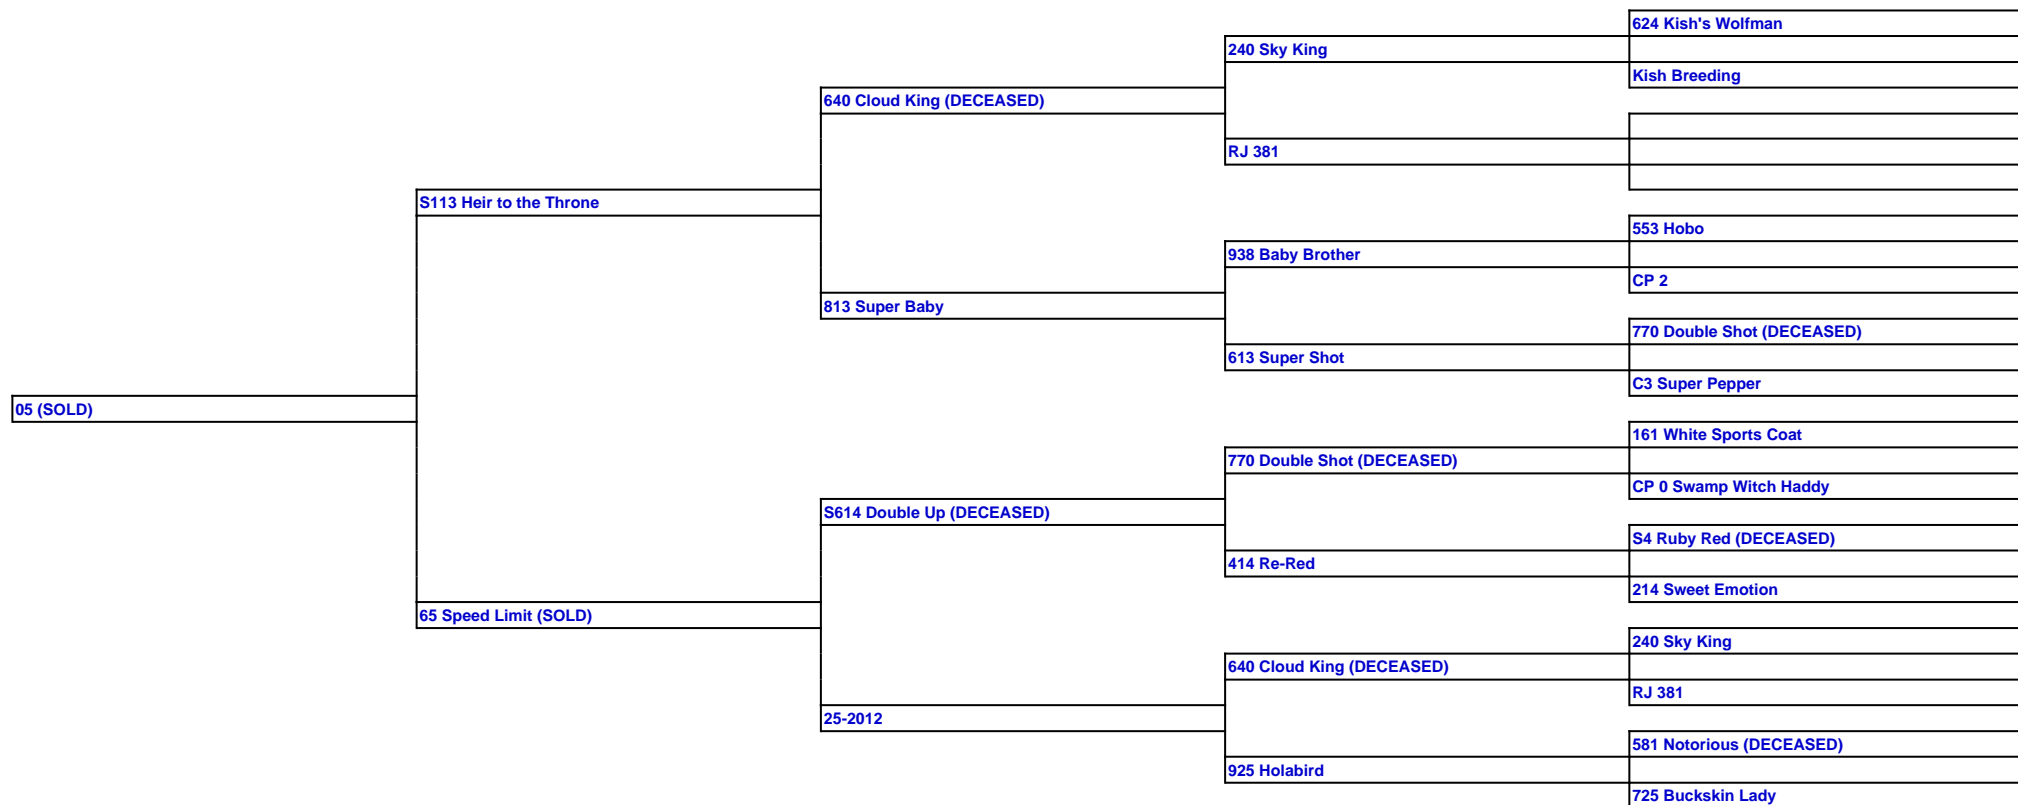 624 Kish's Wolfman
240 Sky King
Kish Breeding
640 Cloud King (DECEASED)
RJ 381
S113 Heir to the Throne
553 Hobo
938 Baby Brother
CP 2
813 Super Baby
770 Double Shot (DECEASED)
613 Super Shot
C3 Super Pepper
05 (SOLD)
161 White Sports Coat
770 Double Shot (DECEASED)
CP 0 Swamp Witch Haddy
S614 Double Up (DECEASED)
S4 Ruby Red (DECEASED)
414 Re-Red
214 Sweet Emotion
65 Speed Limit (SOLD)
240 Sky King
640 Cloud King (DECEASED)
RJ 381
25-2012
581 Notorious (DECEASED)
925 Holabird
725 Buckskin Lady